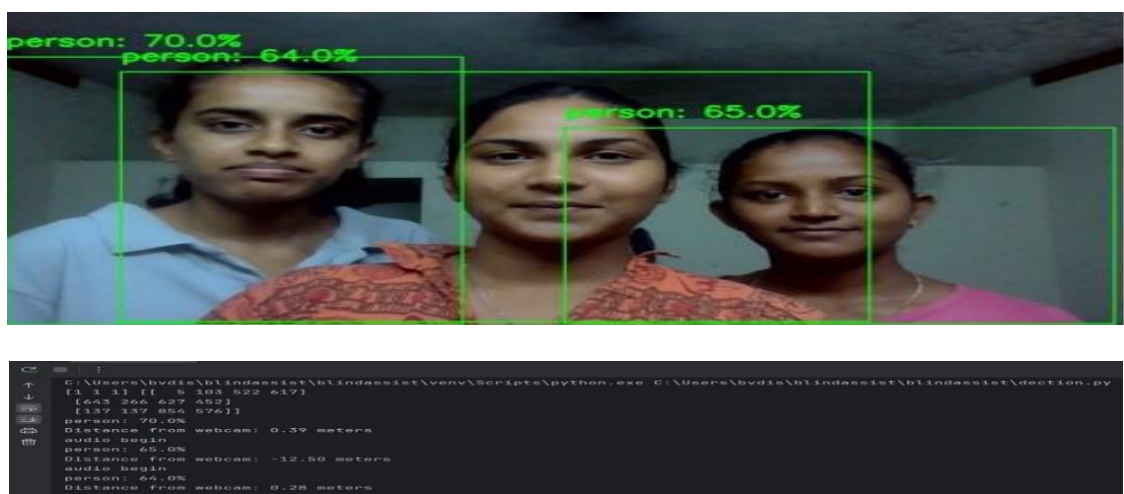 person: 70.0%
person: 64.0%
person: 65.0%
C:\Users\bvdis\blindassist\blindassist\venv\Scripts\python.exe C:\Users\bvdis\blindassist\blindassist\dection.py
[1 1 1] [[  5 103 522 617]
[643 266 627 452]
[137 137 854 576]]
person: 70.0%
Distance from webcam: 0.39 meters
audio begin
person: 65.0%
Distance from webcam: -12.50 meters
audio begin
person: 64.0%
Distance from webcam: 0.28 meters